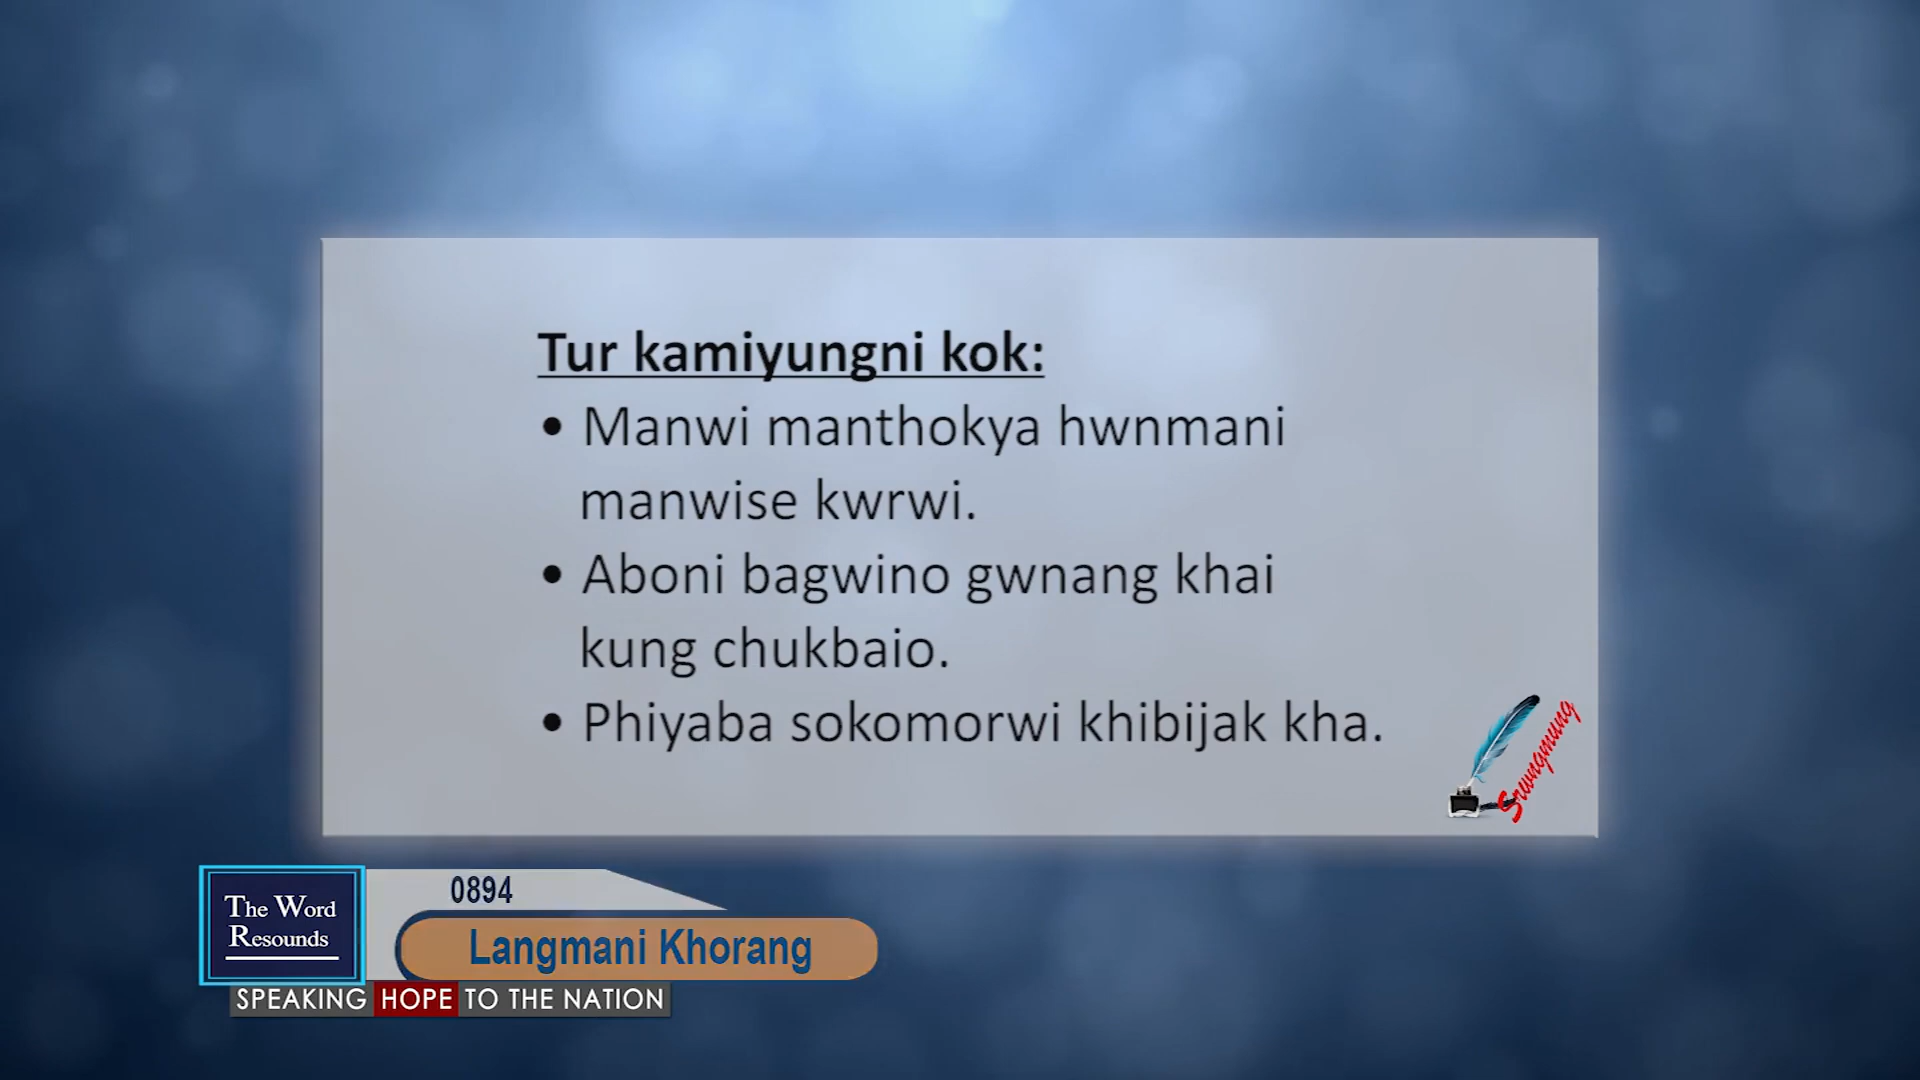 Tur kamiyungni kok:
• Manwi manthokya hwnmani
manwise kwrwi.
• Aboni bagwino gwnang khai
kung chukbaio.
• Phiyaba sokomorwi khibijak kha.
Srwngmung
0894
The Word
Resounds
Langmani Khorang
SPEAKING HOPE TO THE NATION